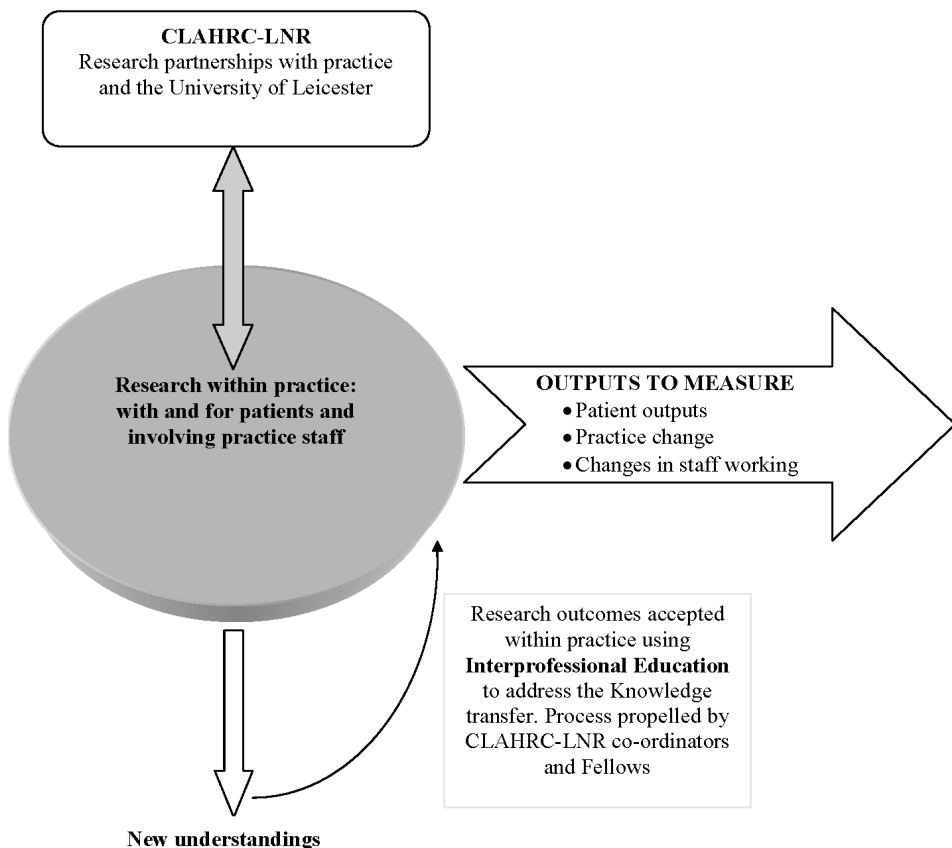 CLAHRC-LNR
Research partnerships with practice
and the University of Leicester
Research within practice:
with and for patients and
involving practice staff
OUTPUTS TO MEASURE
• Patient outputs
• Practice change
• Changes in staff working
Research outcomes accepted
within practice using
Interprofessional Education
to address the Knowledge
transfer. Process propelled by
CLAHRC-LNR co-ordinators
and Fellows
New understandings